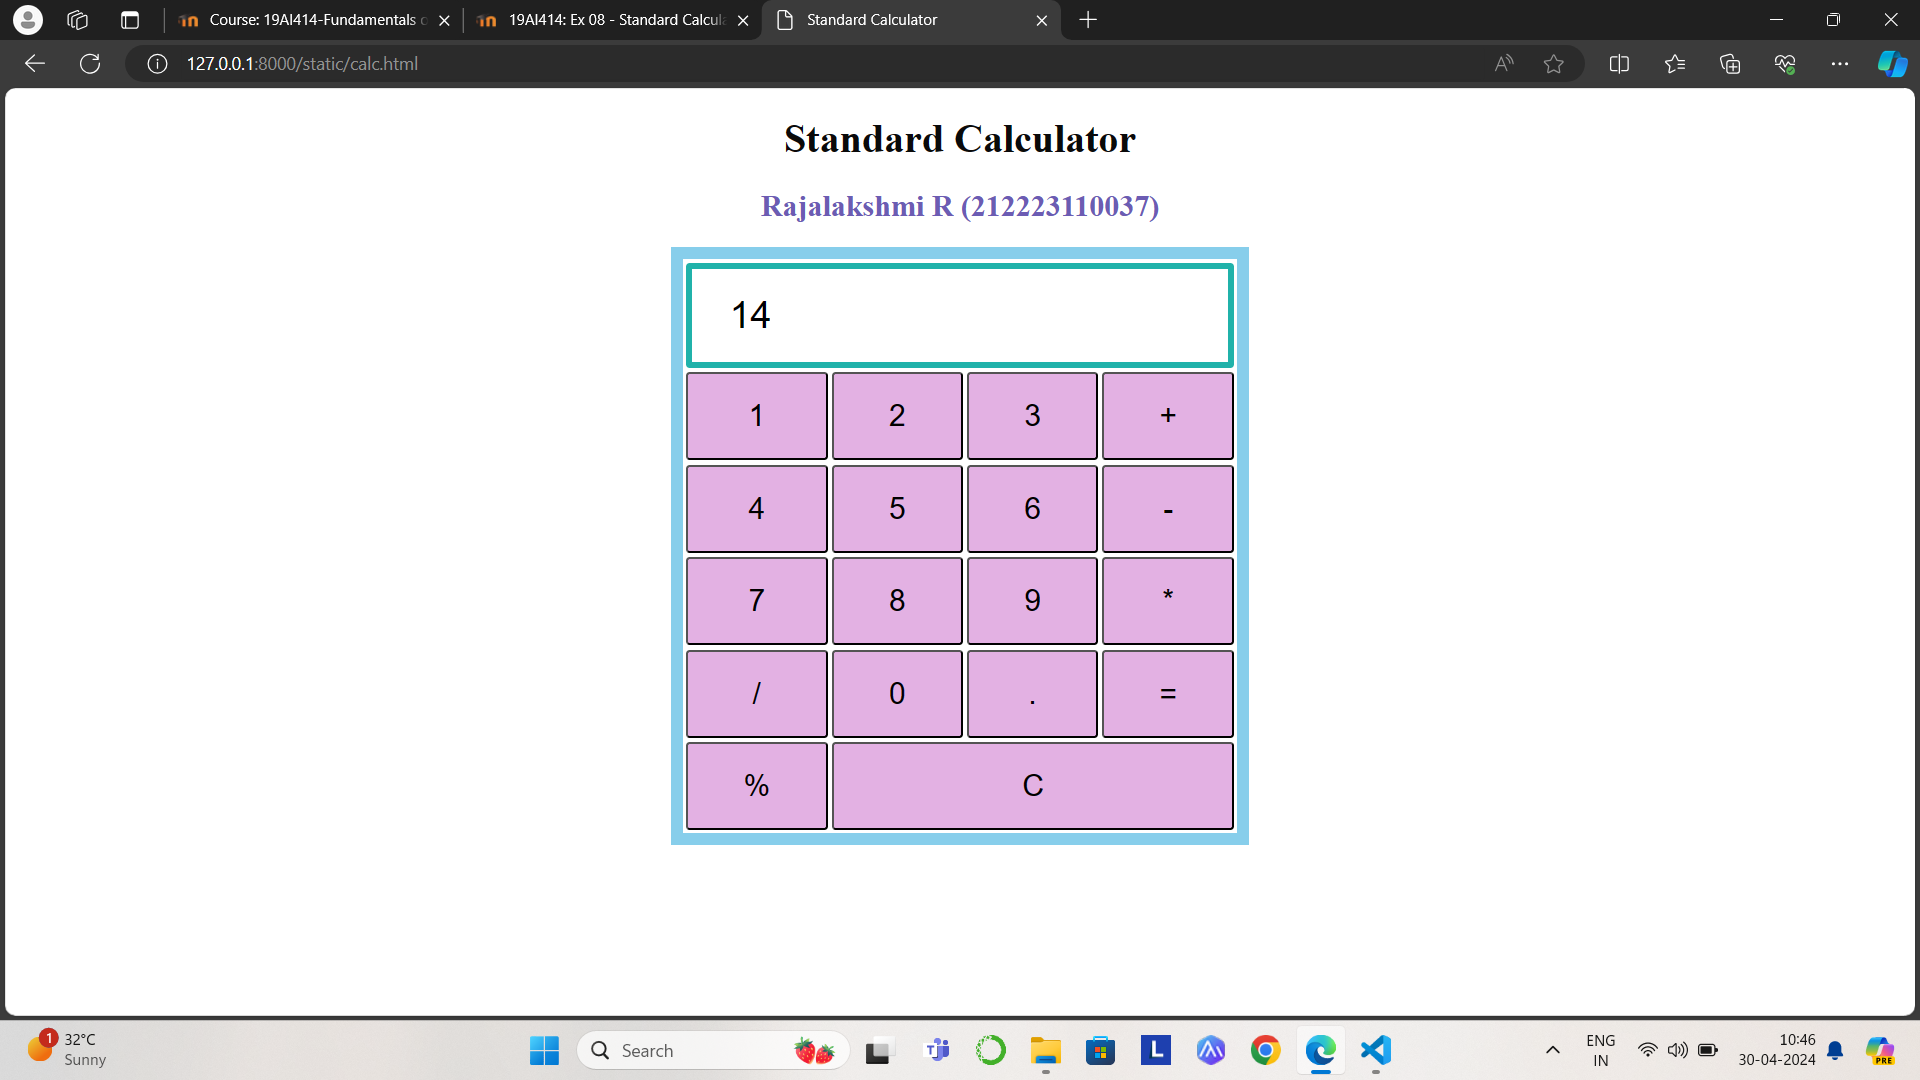 Course: 19AI414-Fundamentals o
19AI414: Ex 08 - Standard Calcula
Standard Calculator
127.0.0.1:8000/static/calc.html
Standard Calculator
Rajalakshmi R (212223110037)
14
1 2 3 +
4 5 6 -
7 8 9 *
/ 0 . =
% C
1
32°C
Sunny
Search
L
ENG
IN
10:46
30-04-2024
PRE